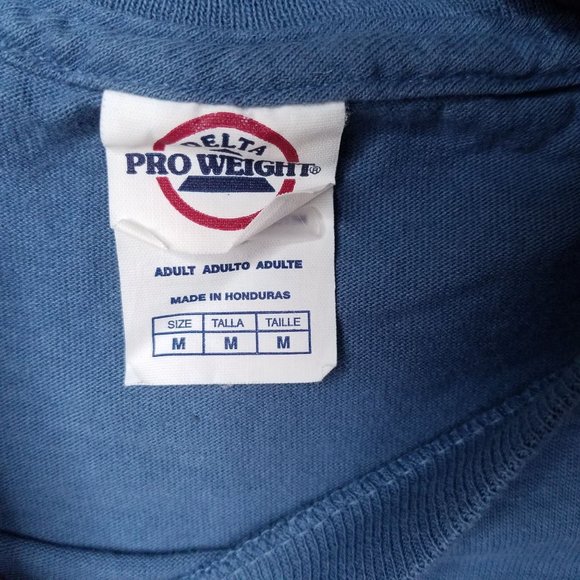 DELTA
PRO WEIGHT®
ADULT ADULTO ADULTE
MADE IN HONDURAS
SIZE TALLA TAILLE
M M M